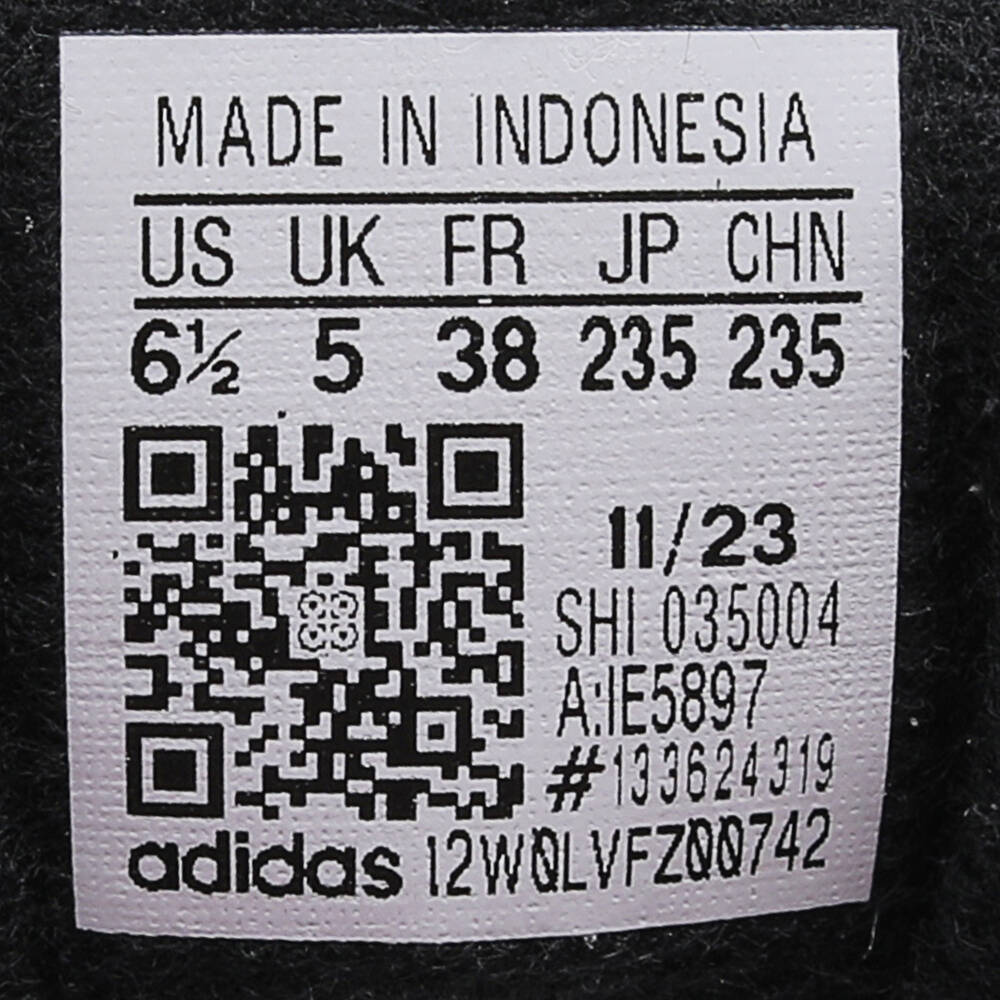 MADE IN INDONESIA
US UK FR JP CHN
6½ 5 38 235 235
11/23
SHI 035004
A:IE5897
#133624319
adidas 12W0LVFZ00742